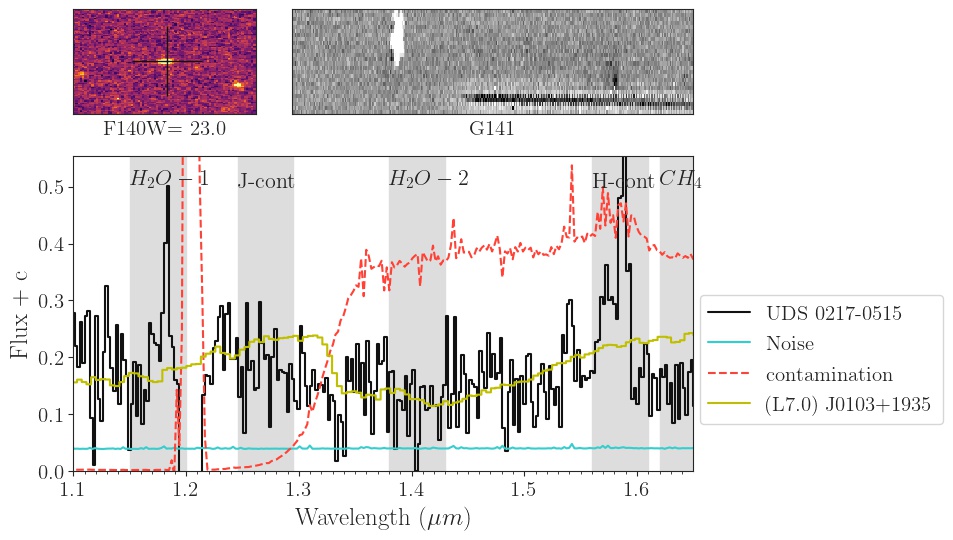 F140W= 23.0
G141
H₂O − 1
J-cont
H₂O − 2
H-cont
CH₄
0.5
0.4
0.3
0.2
0.1
0.0
Flux + c
1.1
1.2
1.3
1.4
1.5
1.6
Wavelength (μm)
UDS 0217-0515
Noise
contamination
(L7.0) J0103+1935